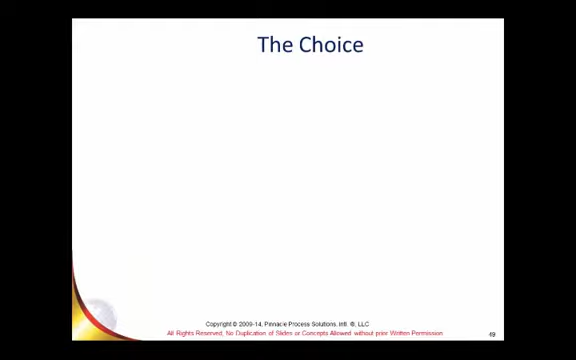 The Choice
Copyright © 2009-14, Pinnacle Process Solutions, Intl. ®, LLC
All Rights Reserved, No Duplication of Slides or Concepts Allowed without prior Written Permission
49